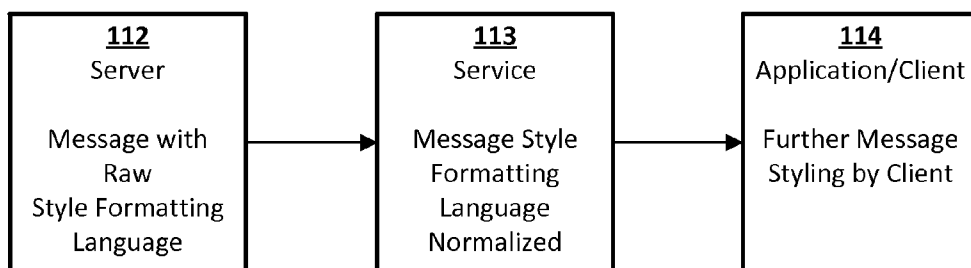 112
Server
Message with
Raw
Style Formatting
Language
113
Service
Message Style
Formatting
Language
Normalized
114
Application/Client
Further Message
Styling by Client